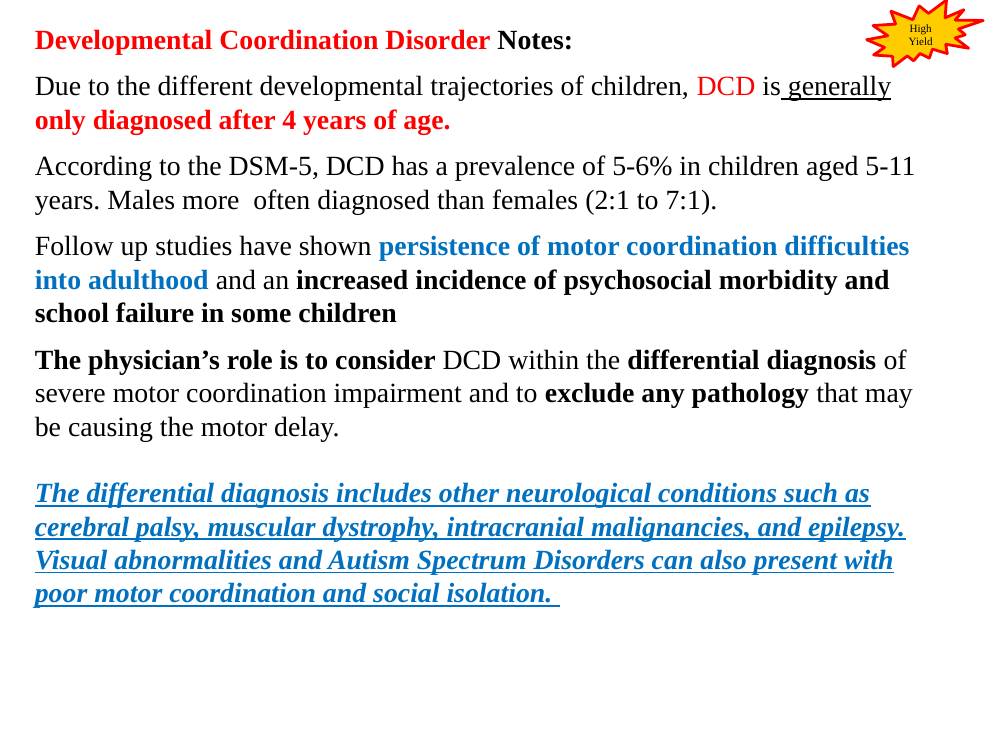 Developmental Coordination Disorder Notes:
High
Yield
Due to the different developmental trajectories of children, DCD is generally
only diagnosed after 4 years of age.
According to the DSM-5, DCD has a prevalence of 5-6% in children aged 5-11
years. Males more  often diagnosed than females (2:1 to 7:1).
Follow up studies have shown persistence of motor coordination difficulties
into adulthood and an increased incidence of psychosocial morbidity and
school failure in some children
The physician’s role is to consider DCD within the differential diagnosis of
severe motor coordination impairment and to exclude any pathology that may
be causing the motor delay.
The differential diagnosis includes other neurological conditions such as
cerebral palsy, muscular dystrophy, intracranial malignancies, and epilepsy.
Visual abnormalities and Autism Spectrum Disorders can also present with
poor motor coordination and social isolation.